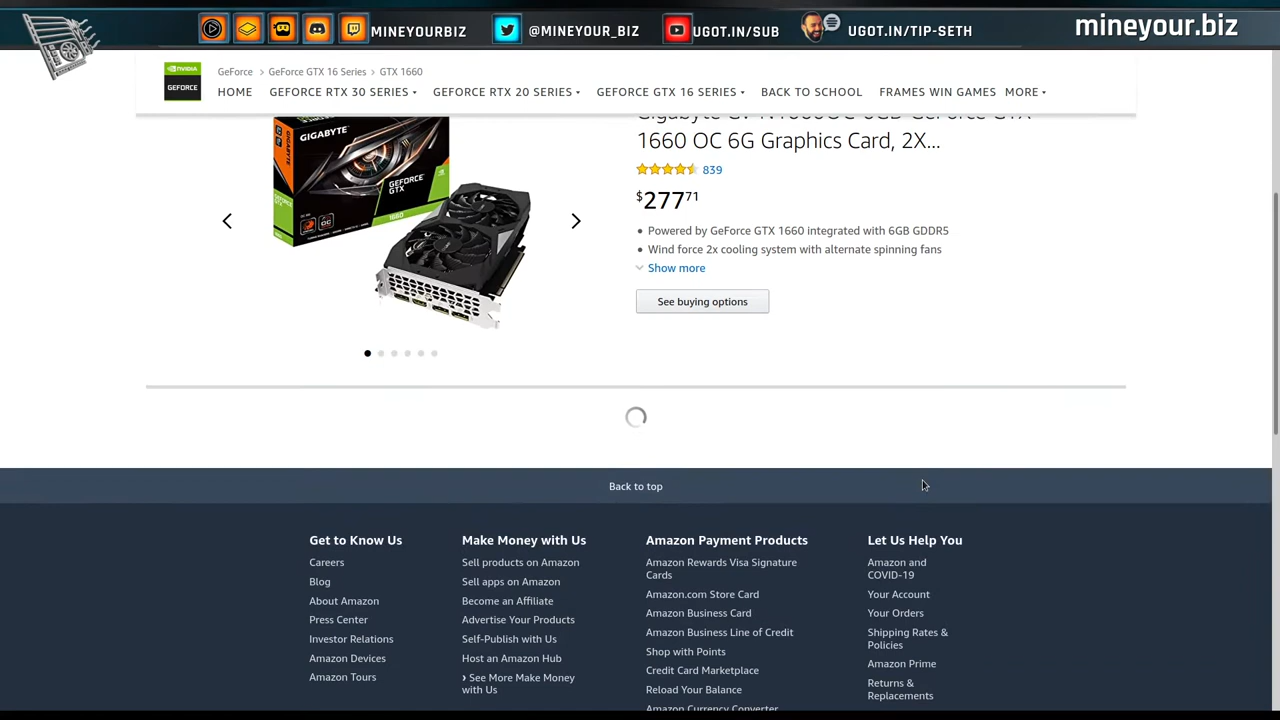 MINEYOURBIZ
@MINEYOUR_BIZ
UGOT.IN/SUB
UGOT.IN/TIP-SETH
mineyour.biz
NVIDIA
GEFORCE
GeForce > GeForce GTX 16 Series > GTX 1660
HOME GEFORCE RTX 30 SERIES GEFORCE RTX 20 SERIES GEFORCE GTX 16 SERIES BACK TO SCHOOL FRAMES WIN GAMES MORE
GIGABYTE
GEFORCE
GTX
1660
1660 OC 6G Graphics Card, 2X...
839
$277.71
Powered by GeForce GTX 1660 integrated with 6GB GDDR5
Wind force 2x cooling system with alternate spinning fans
Show more
See buying options
Back to top
Get to Know Us
Careers
Blog
About Amazon
Press Center
Investor Relations
Amazon Devices
Amazon Tours
Make Money with Us
Sell products on Amazon
Sell apps on Amazon
Become an Affiliate
Advertise Your Products
Self-Publish with Us
Host an Amazon Hub
› See More Make Money
with Us
Amazon Payment Products
Amazon Rewards Visa Signature
Cards
Amazon.com Store Card
Amazon Business Card
Amazon Business Line of Credit
Shop with Points
Credit Card Marketplace
Reload Your Balance
Amazon Currency Converter
Let Us Help You
Amazon and
COVID-19
Your Account
Your Orders
Shipping Rates &
Policies
Amazon Prime
Returns &
Replacements